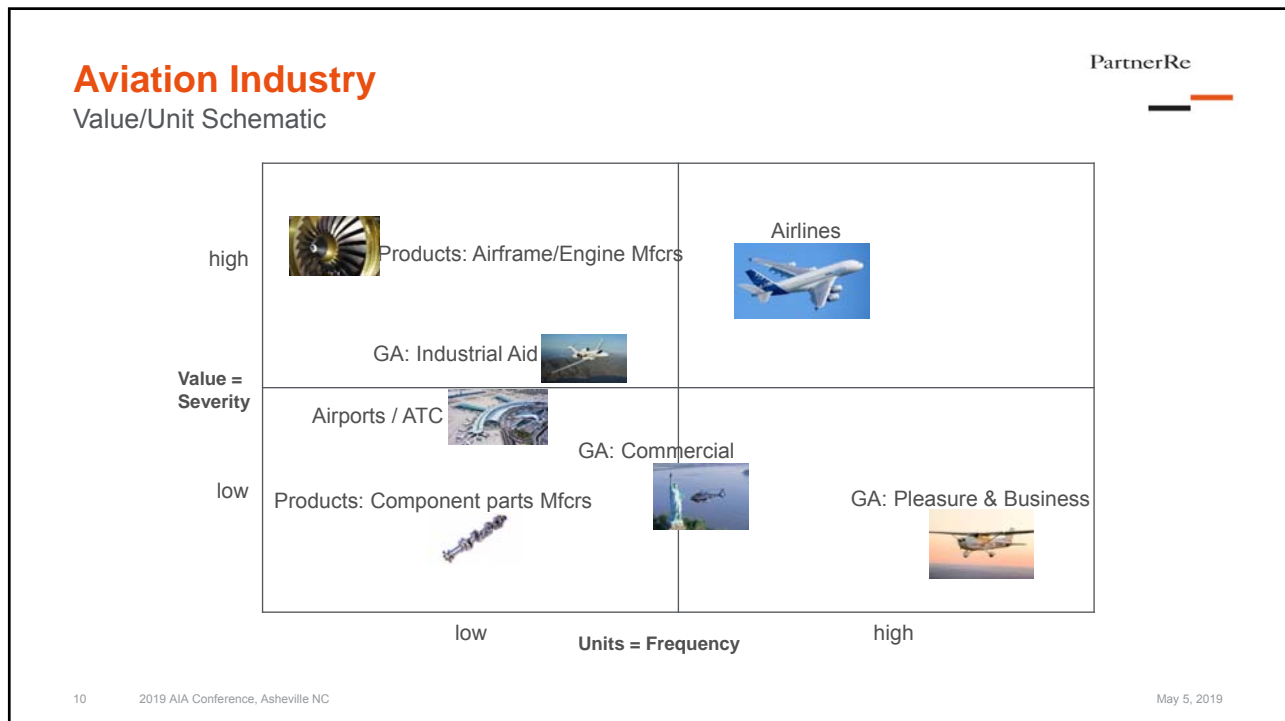 Aviation Industry
Value/Unit Schematic
PartnerRe
high
Products: Airframe/Engine Mfcrs
Airlines
GA: Industrial Aid
Value =
Severity
Airports / ATC
GA: Commercial
low
Products: Component parts Mfcrs
GA: Pleasure & Business
low
Units = Frequency
high
10
2019 AIA Conference, Asheville NC
May 5, 2019